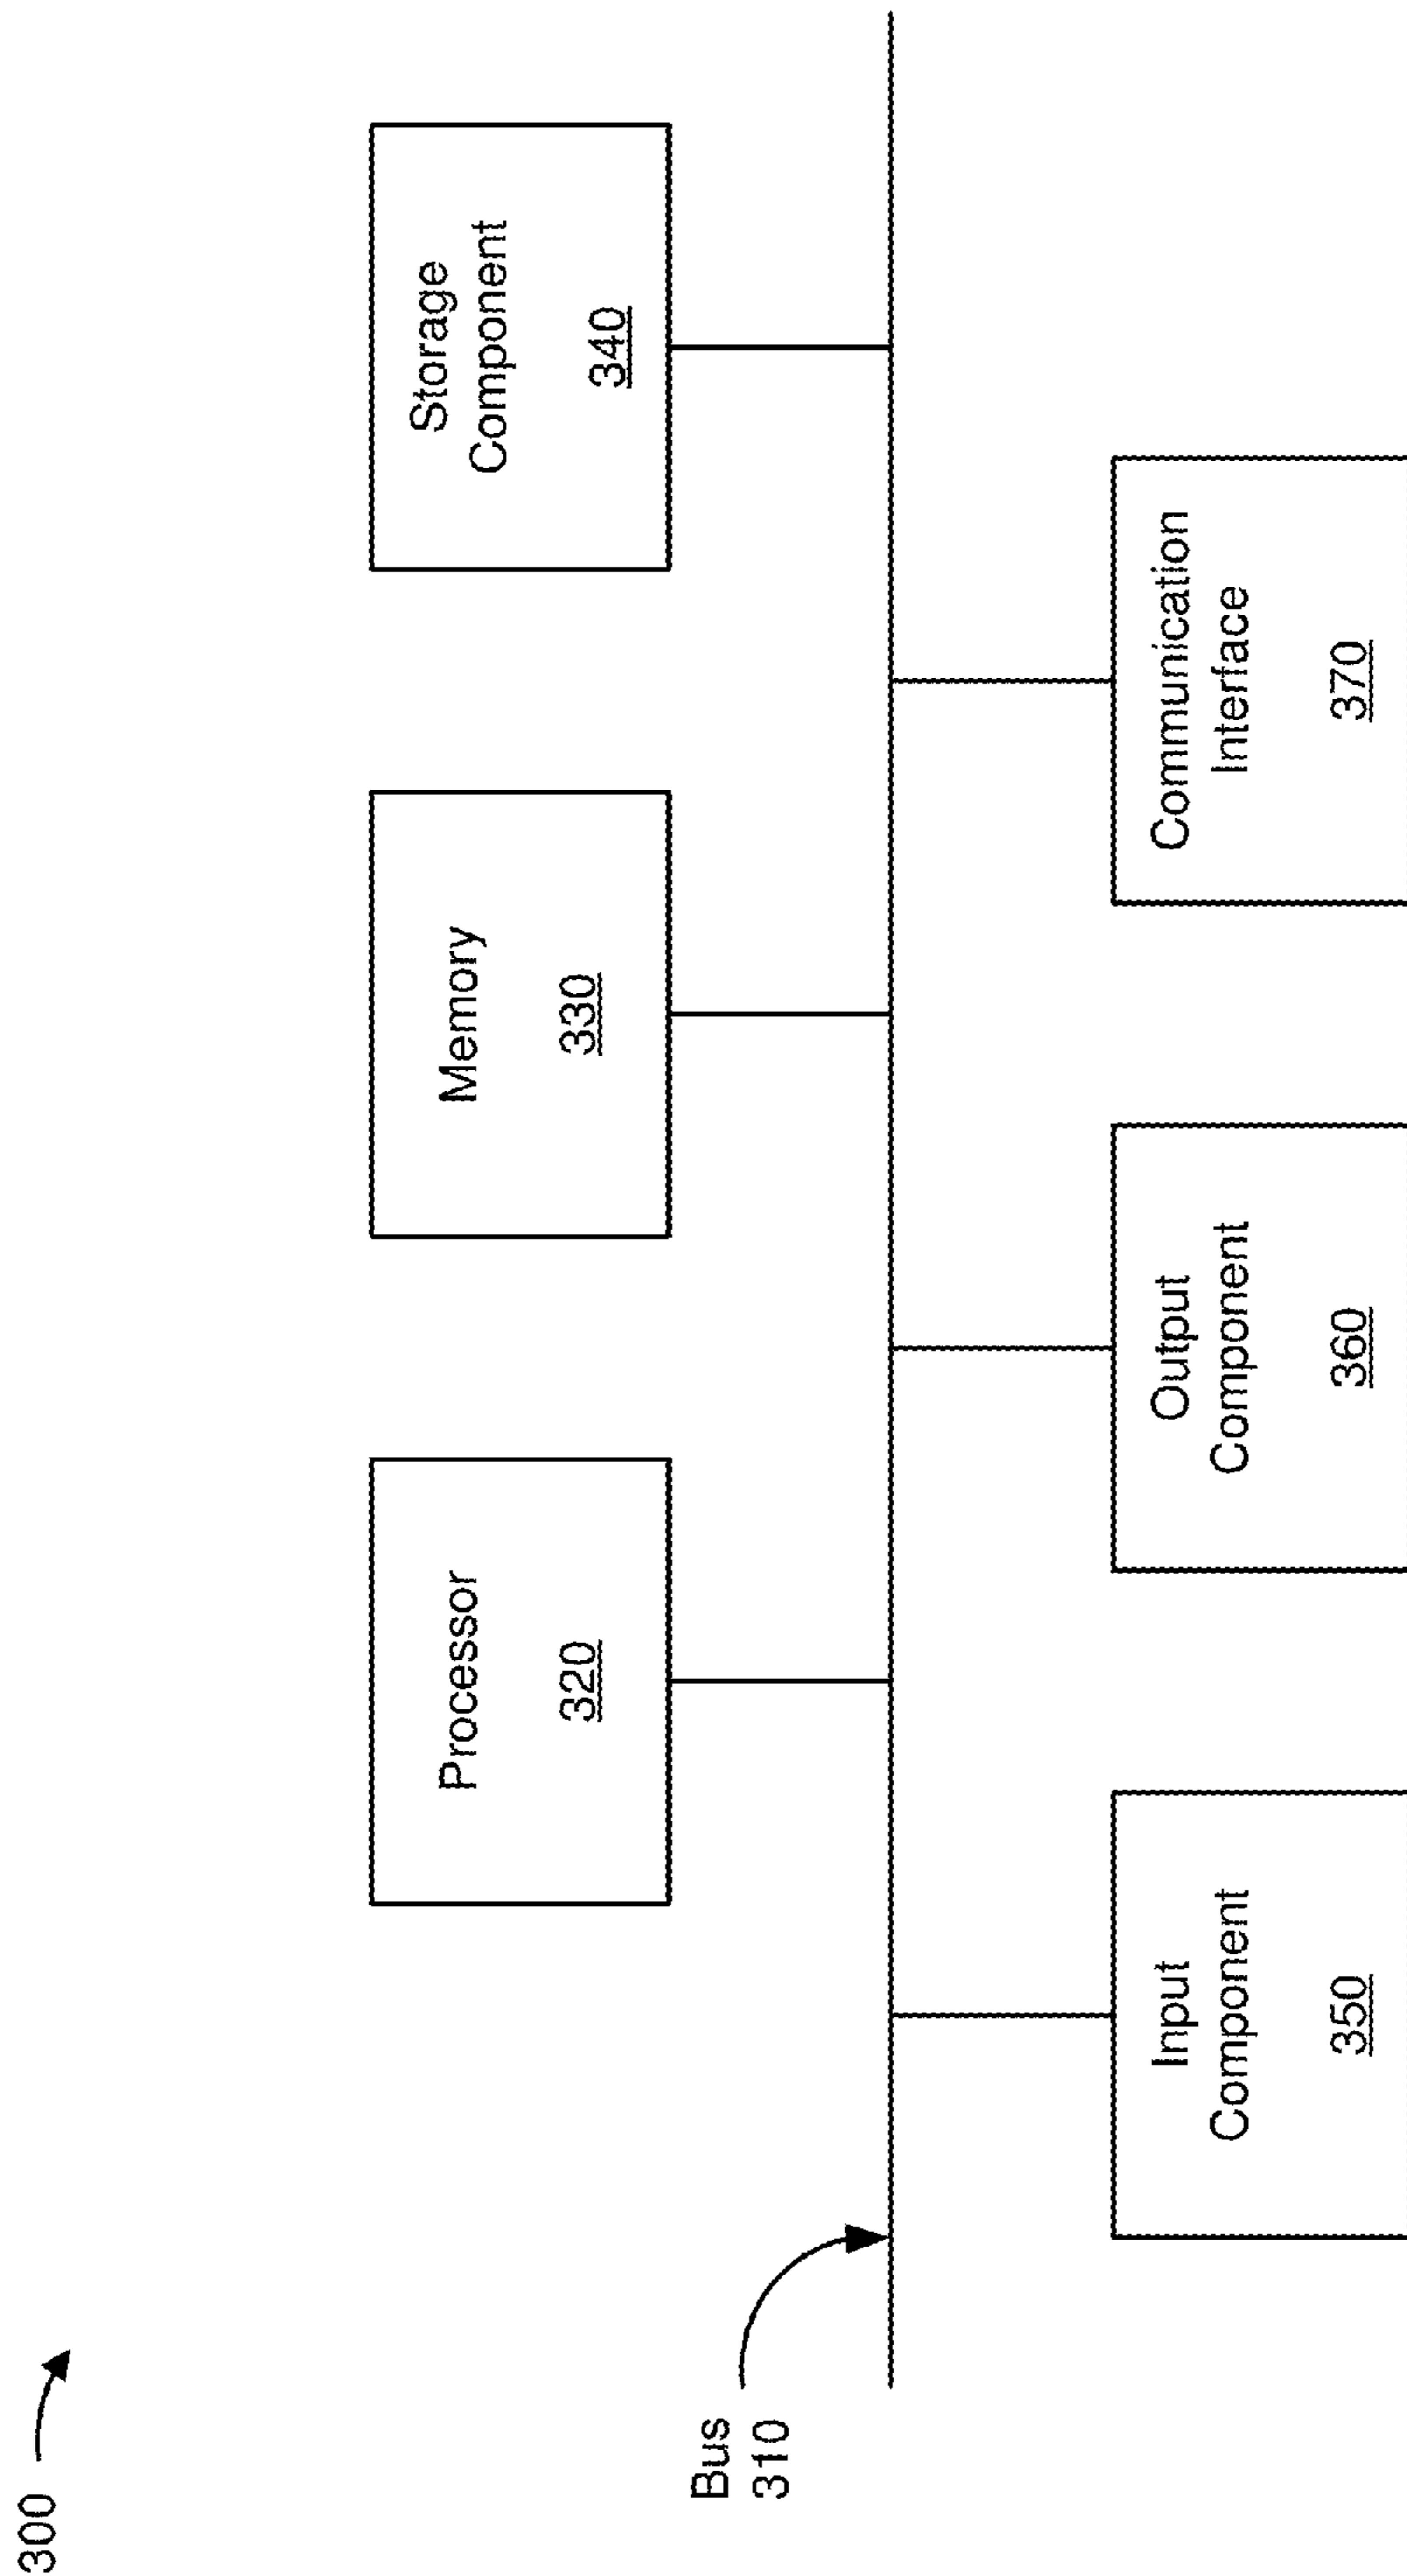 300
Bus
310
Processor
320
Memory
330
Storage
Component
340
Input
Component
350
Output
Component
360
Communication
Interface
370